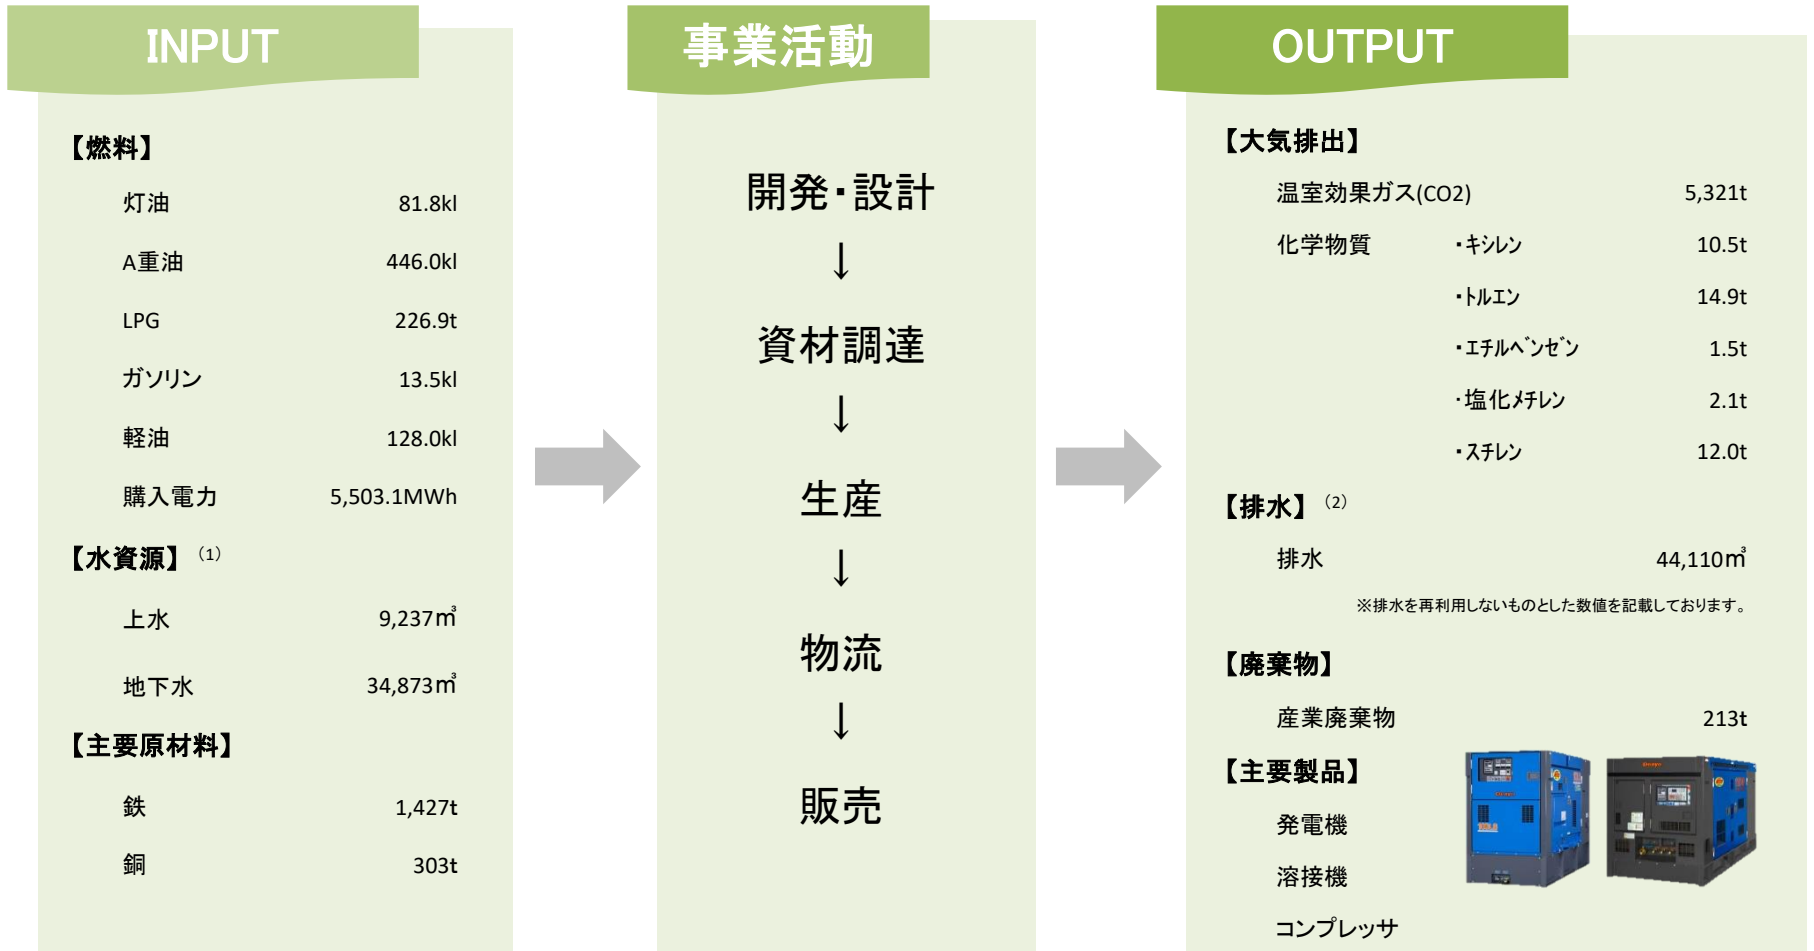 INPUT
【燃料】
灯油 81.8kl
A重油 446.0kl
LPG 226.9t
ガソリン 13.5kl
軽油 128.0kl
購入電力 5,503.1MWh
【水資源】 (1)
上水 9,237㎥
地下水 34,873㎥
【主要原材料】
鉄 1,427t
銅 303t
事業活動
開発・設計
↓
資材調達
↓
生産
↓
物流
↓
販売
OUTPUT
【大気排出】
温室効果ガス(CO2) 5,321t
化学物質 ・ｷｼﾚﾝ 10.5t
・ﾄﾙｴﾝ 14.9t
・ｴﾁﾙﾍﾞﾝｾﾞﾝ 1.5t
・塩化ﾒﾁﾚﾝ 2.1t
・ｽﾁﾚﾝ 12.0t
【排水】 (2)
排水 44,110㎥
※排水を再利用しないものとした数値を記載しております。
【廃棄物】
産業廃棄物 213t
【主要製品】
発電機
溶接機
コンプレッサ